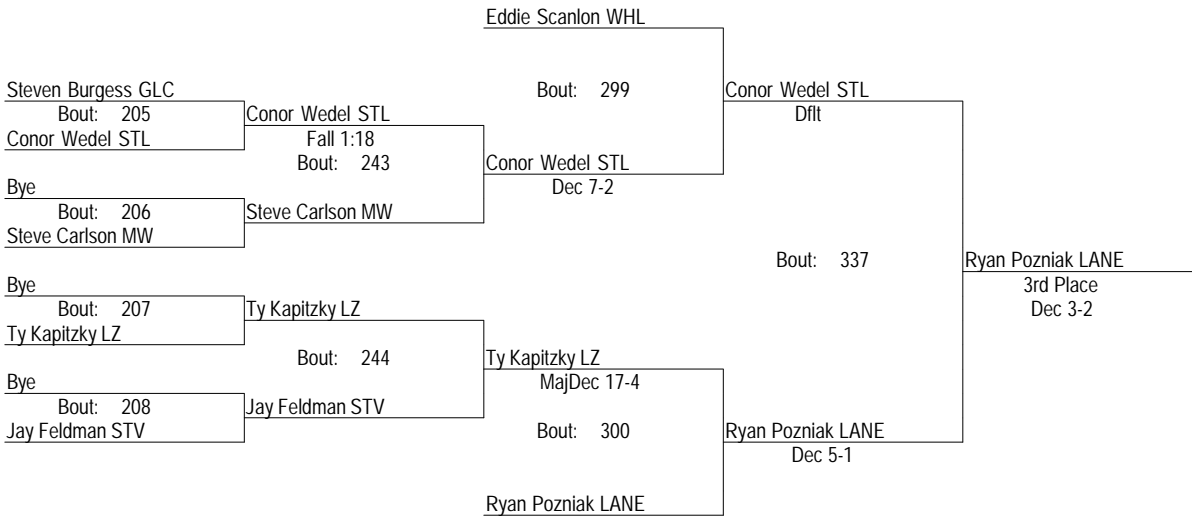 Eddie Scanlon WHL
Steven Burgess GLC
Bout: 205
Conor Wedel STL
Conor Wedel STL
Fall 1:18
Bout: 243
Bye
Bout: 206
Steve Carlson MW
Steve Carlson MW
Bout: 299
Conor Wedel STL
Dec 7-2
Conor Wedel STL
Dflt
Bye
Bout: 207
Ty Kapitzky LZ
Ty Kapitzky LZ
Bout: 244
Bye
Bout: 208
Jay Feldman STV
Jay Feldman STV
Ty Kapitzky LZ
MajDec 17-4
Bout: 300
Ryan Pozniak LANE
Ryan Pozniak LANE
Dec 5-1
Bout: 337
Ryan Pozniak LANE
3rd Place
Dec 3-2